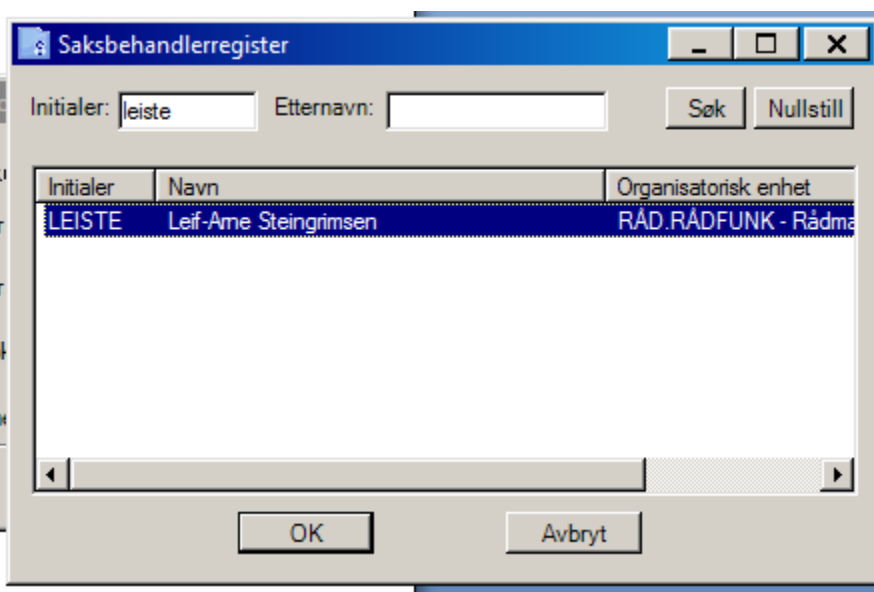 Saksbehandlerregister
Initialer: leiste Etternavn: Søk Nullstill
Initialer Navn Organisatorisk enhet
LEISTE Leif-Arne Steingrimsen RÅD.RÅDFUNK - Rådma
OK Avbryt